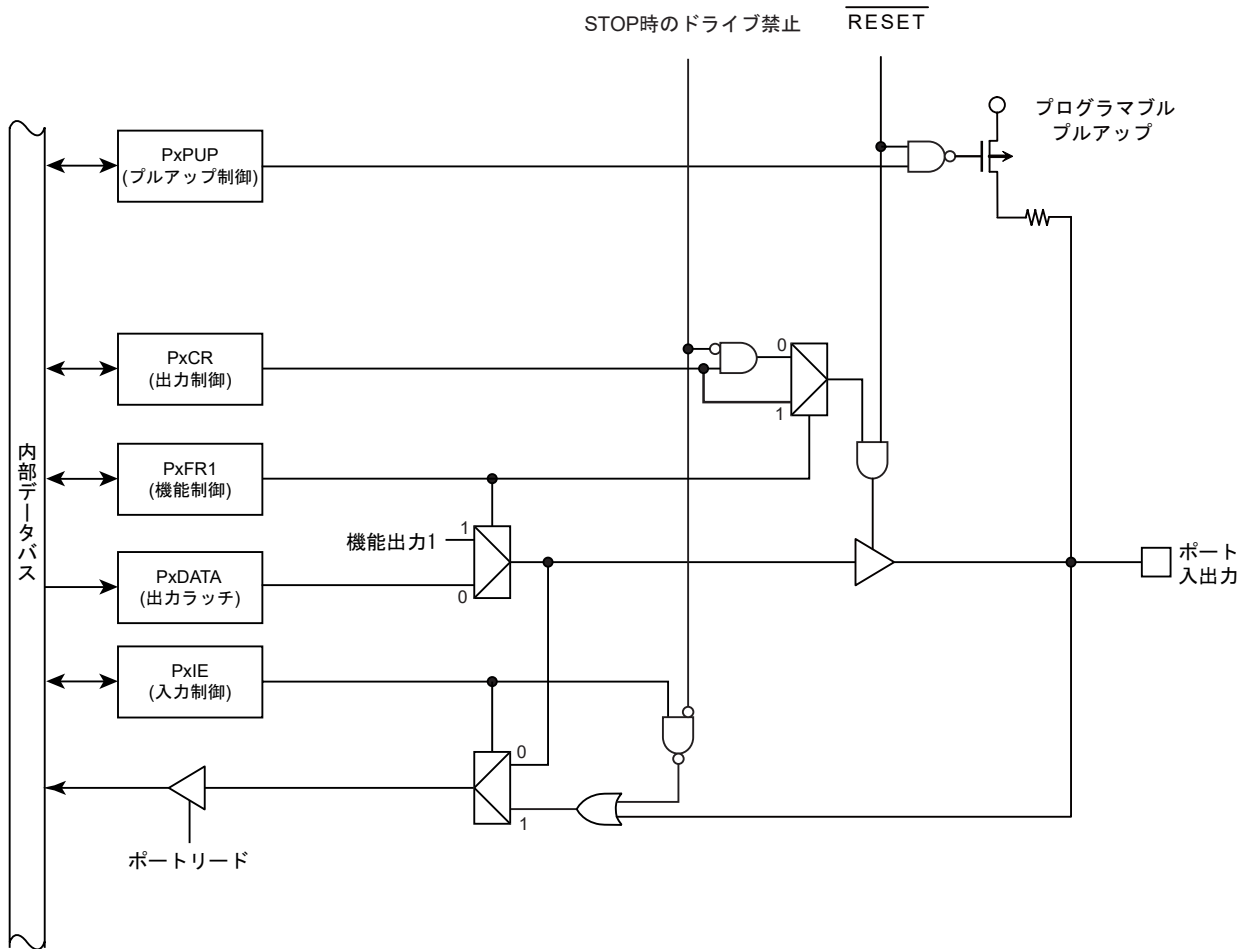 STOP時のドライブ禁止
RESET
プログラマブル
プルアップ
PxPUP
(プルアップ制御)
PxCR
(出力制御)
0
1
内部データバス
PxFR1
(機能制御)
機能出力1
1
0
PxDATA
(出力ラッチ)
ポート
入出力
PxIE
(入力制御)
0
1
ポートリード